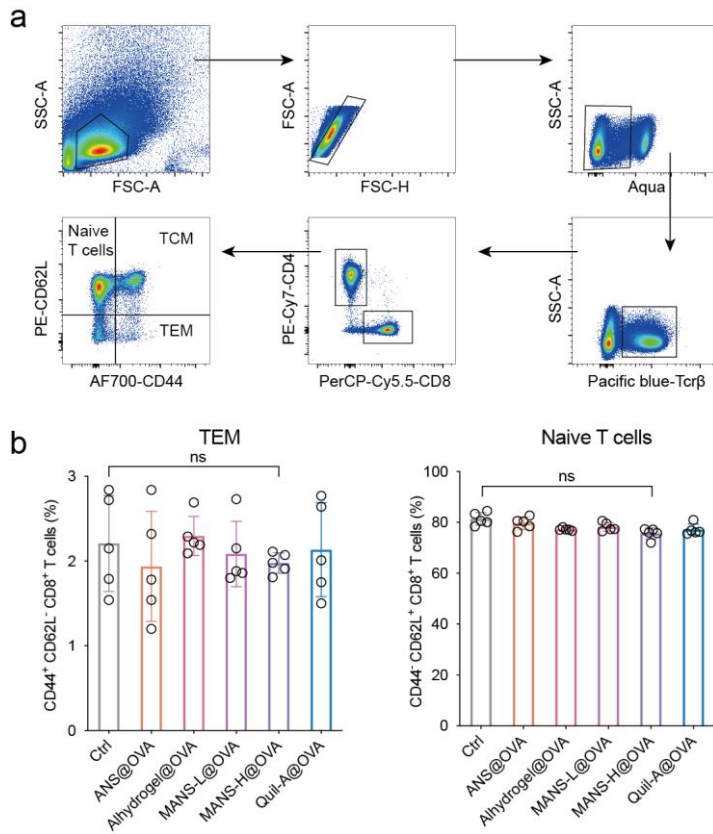 a
SSC-A
FSC-A
FSC-A
FSC-H
SSC-A
Aqua
PE-CD62L
Naive
T cells
TCM
TEM
AF700-CD44
PE-Cy7-CD4
PerCP-Cy5.5-CD8
SSC-A
Pacific blue-Tcrβ
b
TEM
ns
CD44⁺ CD62L⁻ CD8⁺ T cells (%)
3
2
1
0
Ctrl
ANS@OVA
Alhydrogel@OVA
MANS-L@OVA
MANS-H@OVA
Quil-A@OVA
Naive T cells
ns
CD44⁻ CD62L⁺ CD8⁺ T cells (%)
100
80
60
40
20
0
Ctrl
ANS@OVA
Alhydrogel@OVA
MANS-L@OVA
MANS-H@OVA
Quil-A@OVA